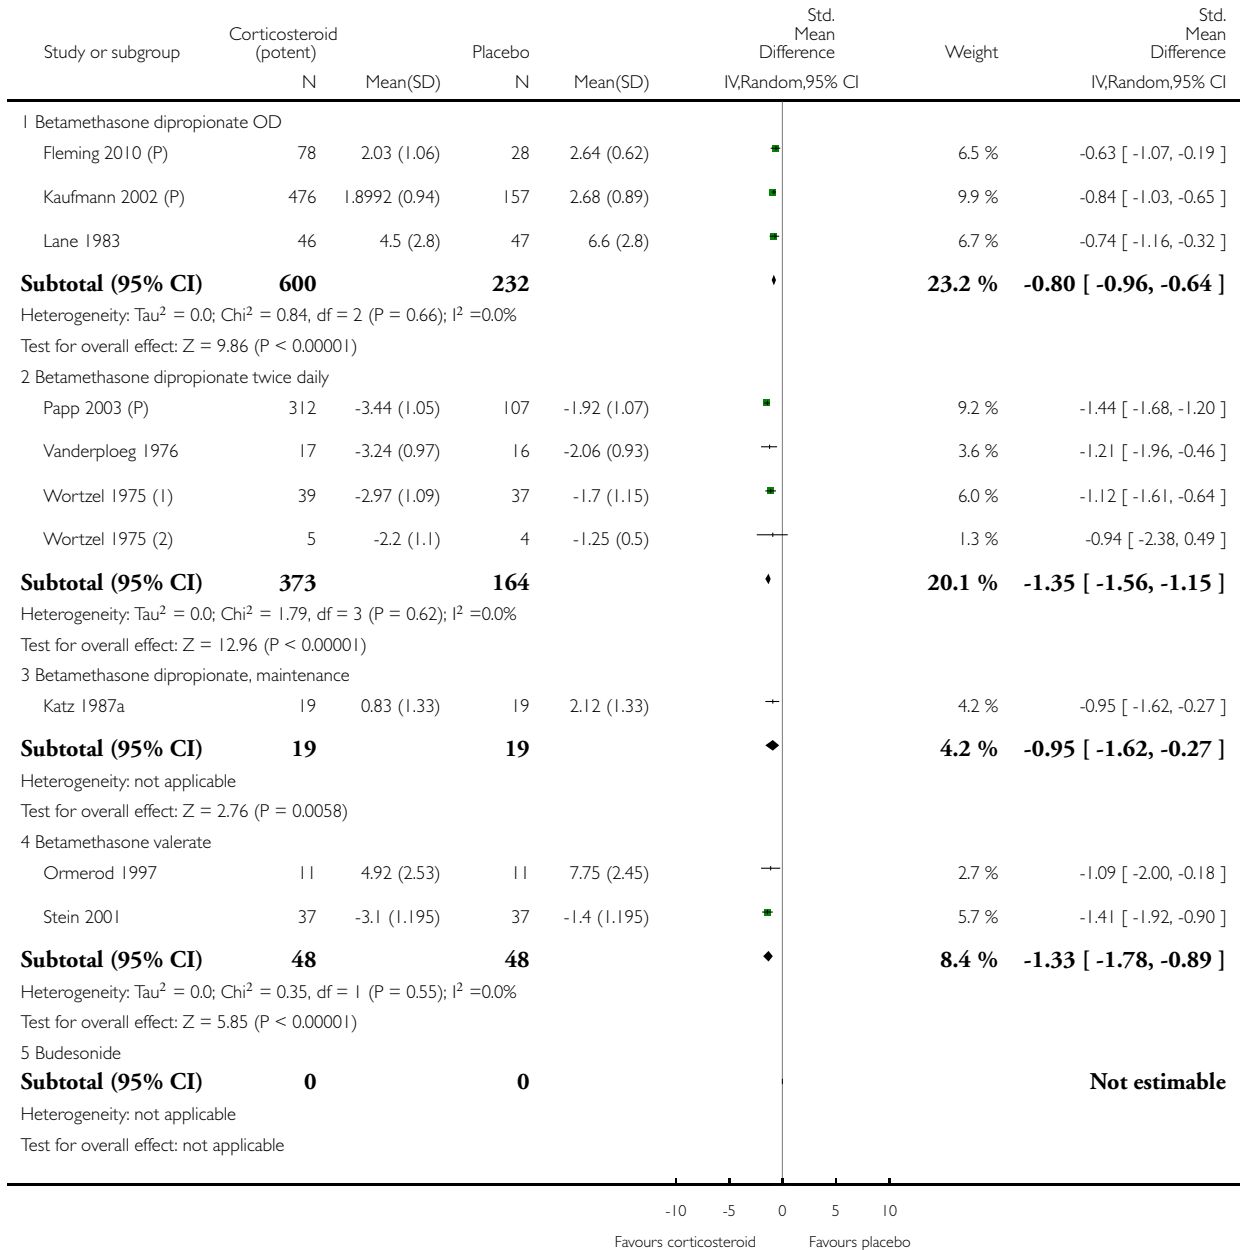 Study or subgroup Corticosteroid (potent) Placebo Std. Mean Difference Weight Std. Mean Difference
N Mean(SD) N Mean(SD) IV,Random,95% CI IV,Random,95% CI
1 Betamethasone dipropionate OD
Fleming 2010 (P) 78 2.03 (1.06) 28 2.64 (0.62) 6.5 % -0.63 [ -1.07, -0.19 ]
Kaufmann 2002 (P) 476 1.8992 (0.94) 157 2.68 (0.89) 9.9 % -0.84 [ -1.03, -0.65 ]
Lane 1983 46 4.5 (2.8) 47 6.6 (2.8) 6.7 % -0.74 [ -1.16, -0.32 ]
Subtotal (95% CI) 600 232 23.2 % -0.80 [ -0.96, -0.64 ]
Heterogeneity: Tau² = 0.0; Chi² = 0.84, df = 2 (P = 0.66); I² =0.0%
Test for overall effect: Z = 9.86 (P < 0.00001)
2 Betamethasone dipropionate twice daily
Papp 2003 (P) 312 -3.44 (1.05) 107 -1.92 (1.07) 9.2 % -1.44 [ -1.68, -1.20 ]
Vanderploeg 1976 17 -3.24 (0.97) 16 -2.06 (0.93) 3.6 % -1.21 [ -1.96, -0.46 ]
Wortzel 1975 (1) 39 -2.97 (1.09) 37 -1.7 (1.15) 6.0 % -1.12 [ -1.61, -0.64 ]
Wortzel 1975 (2) 5 -2.2 (1.1) 4 -1.25 (0.5) 1.3 % -0.94 [ -2.38, 0.49 ]
Subtotal (95% CI) 373 164 20.1 % -1.35 [ -1.56, -1.15 ]
Heterogeneity: Tau² = 0.0; Chi² = 1.79, df = 3 (P = 0.62); I² =0.0%
Test for overall effect: Z = 12.96 (P < 0.00001)
3 Betamethasone dipropionate, maintenance
Katz 1987a 19 0.83 (1.33) 19 2.12 (1.33) 4.2 % -0.95 [ -1.62, -0.27 ]
Subtotal (95% CI) 19 19 4.2 % -0.95 [ -1.62, -0.27 ]
Heterogeneity: not applicable
Test for overall effect: Z = 2.76 (P = 0.0058)
4 Betamethasone valerate
Ormerod 1997 11 4.92 (2.53) 11 7.75 (2.45) 2.7 % -1.09 [ -2.00, -0.18 ]
Stein 2001 37 -3.1 (1.195) 37 -1.4 (1.195) 5.7 % -1.41 [ -1.92, -0.90 ]
Subtotal (95% CI) 48 48 8.4 % -1.33 [ -1.78, -0.89 ]
Heterogeneity: Tau² = 0.0; Chi² = 0.35, df = 1 (P = 0.55); I² =0.0%
Test for overall effect: Z = 5.85 (P < 0.00001)
5 Budesonide
Subtotal (95% CI) 0 0 Not estimable
Heterogeneity: not applicable
Test for overall effect: not applicable
-10 -5 0 5 10
Favours corticosteroid Favours placebo